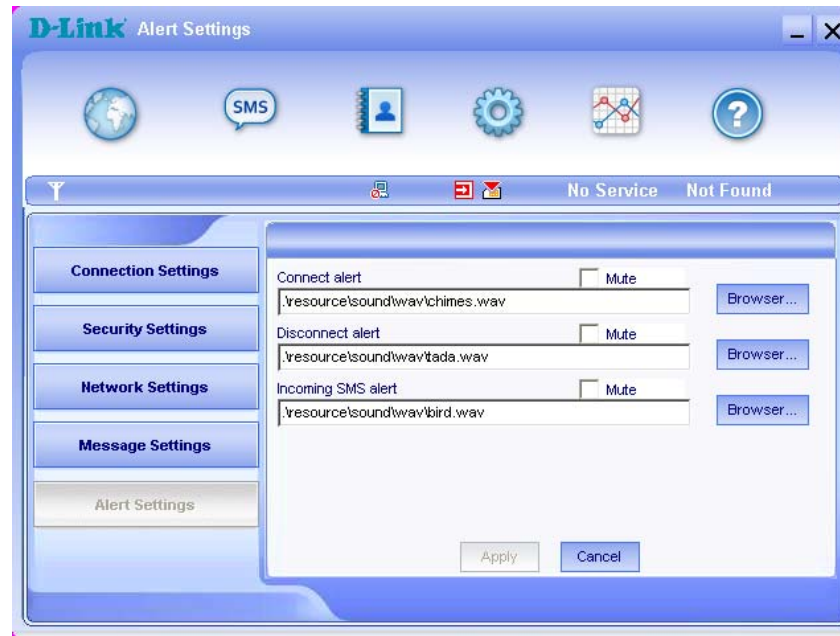 D-Link Alert Settings
SMS
?
No Service Not Found
Connection Settings
Security Settings
Network Settings
Message Settings
Alert Settings
Connect alert Mute
.\resource\sound\wav\chimes.wav Browser...
Disconnect alert Mute
.\resource\sound\wav\tada.wav Browser...
Incoming SMS alert Mute
.\resource\sound\wav\bird.wav Browser...
Apply Cancel